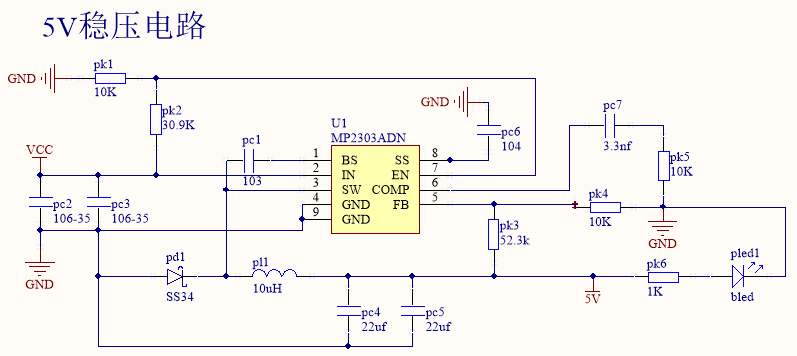 5V稳压电路
GND
pk1
10K
pk2
30.9K
VCC
pc2
106-35
pc3
106-35
GND
pc1
103
U1
MP2303ADN
1 BS SS 8
2 IN EN 7
3 SW COMP 6
4 GND FB 5
9 GND
GND
pc6
104
pc7
3.3nf
pk5
10K
pk4
10K
GND
pk3
52.3k
pd1
SS34
pl1
10uH
pc4
22uf
pc5
22uf
5V
pk6
1K
pled1
bled